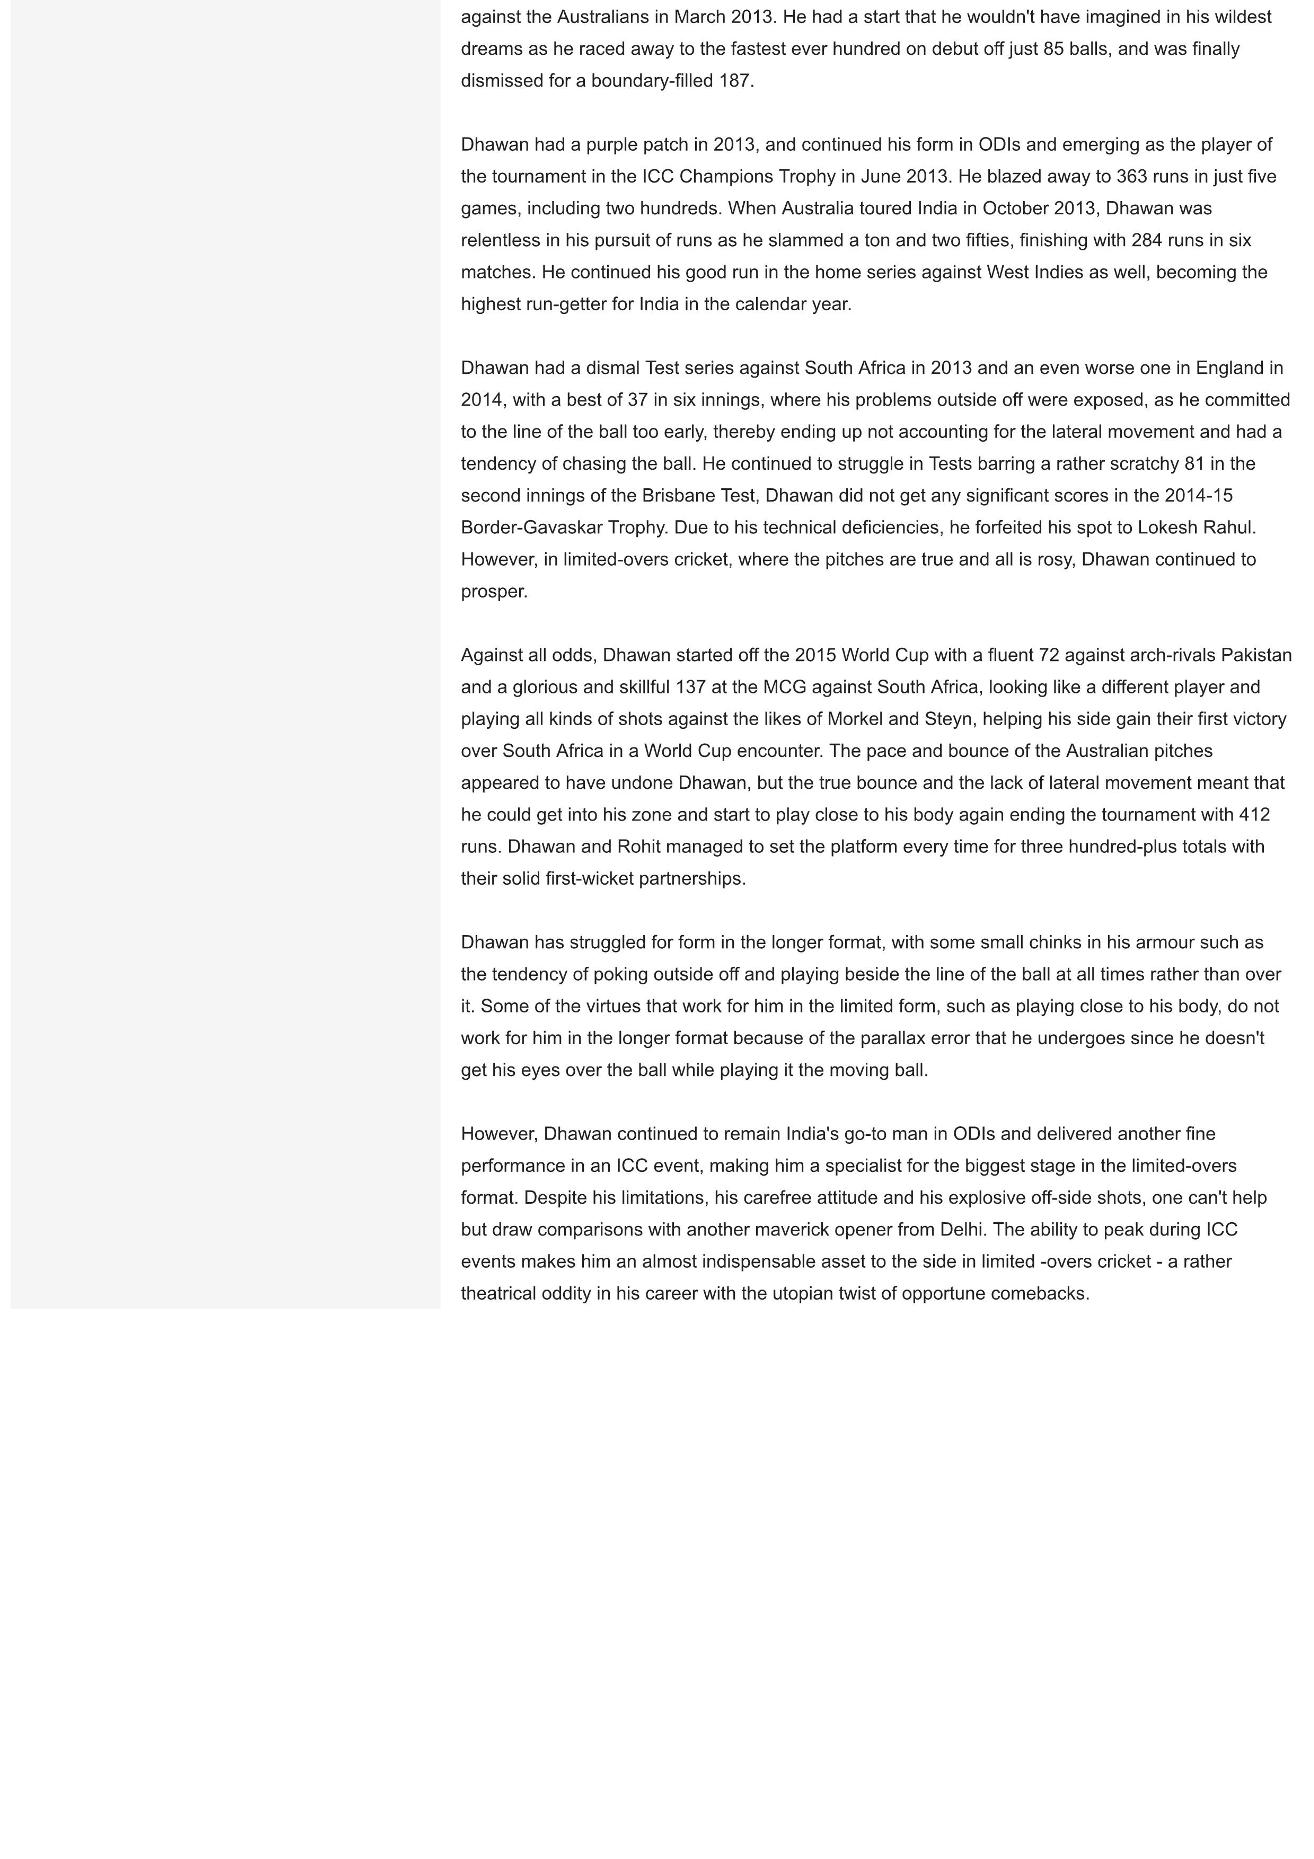 against the Australians in March 2013. He had a start that he wouldn't have imagined in his wildest
dreams as he raced away to the fastest ever hundred on debut off just 85 balls, and was finally
dismissed for a boundary-filled 187.
Dhawan had a purple patch in 2013, and continued his form in ODIs and emerging as the player of
the tournament in the ICC Champions Trophy in June 2013. He blazed away to 363 runs in just five
games, including two hundreds. When Australia toured India in October 2013, Dhawan was
relentless in his pursuit of runs as he slammed a ton and two fifties, finishing with 284 runs in six
matches. He continued his good run in the home series against West Indies as well, becoming the
highest run-getter for India in the calendar year.
Dhawan had a dismal Test series against South Africa in 2013 and an even worse one in England in
2014, with a best of 37 in six innings, where his problems outside off were exposed, as he committed
to the line of the ball too early, thereby ending up not accounting for the lateral movement and had a
tendency of chasing the ball. He continued to struggle in Tests barring a rather scratchy 81 in the
second innings of the Brisbane Test, Dhawan did not get any significant scores in the 2014-15
Border-Gavaskar Trophy. Due to his technical deficiencies, he forfeited his spot to Lokesh Rahul.
However, in limited-overs cricket, where the pitches are true and all is rosy, Dhawan continued to
prosper.
Against all odds, Dhawan started off the 2015 World Cup with a fluent 72 against arch-rivals Pakistan
and a glorious and skillful 137 at the MCG against South Africa, looking like a different player and
playing all kinds of shots against the likes of Morkel and Steyn, helping his side gain their first victory
over South Africa in a World Cup encounter. The pace and bounce of the Australian pitches
appeared to have undone Dhawan, but the true bounce and the lack of lateral movement meant that
he could get into his zone and start to play close to his body again ending the tournament with 412
runs. Dhawan and Rohit managed to set the platform every time for three hundred-plus totals with
their solid first-wicket partnerships.
Dhawan has struggled for form in the longer format, with some small chinks in his armour such as
the tendency of poking outside off and playing beside the line of the ball at all times rather than over
it. Some of the virtues that work for him in the limited form, such as playing close to his body, do not
work for him in the longer format because of the parallax error that he undergoes since he doesn't
get his eyes over the ball while playing it the moving ball.
However, Dhawan continued to remain India's go-to man in ODIs and delivered another fine
performance in an ICC event, making him a specialist for the biggest stage in the limited-overs
format. Despite his limitations, his carefree attitude and his explosive off-side shots, one can't help
but draw comparisons with another maverick opener from Delhi. The ability to peak during ICC
events makes him an almost indispensable asset to the side in limited -overs cricket - a rather
theatrical oddity in his career with the utopian twist of opportune comebacks.